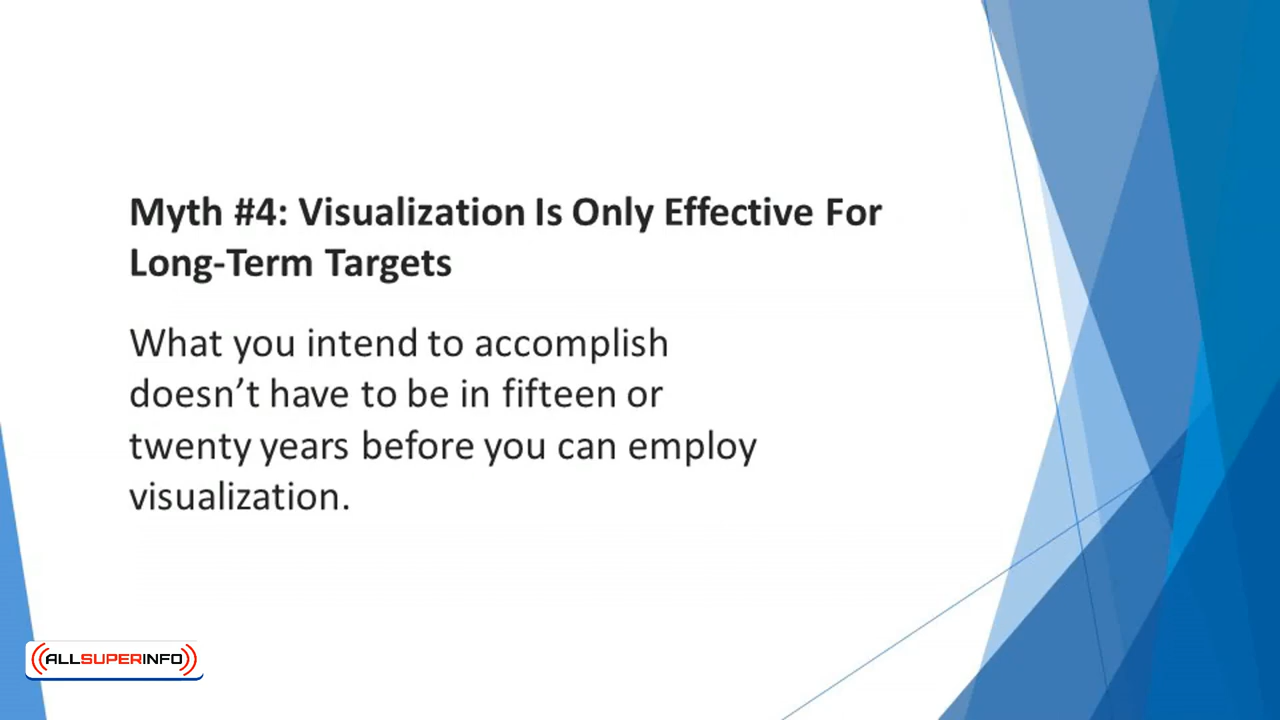 Myth #4: Visualization Is Only Effective For
Long-Term Targets
What you intend to accomplish
doesn’t have to be in fifteen or
twenty years before you can employ
visualization.
ALLSUPERINFO